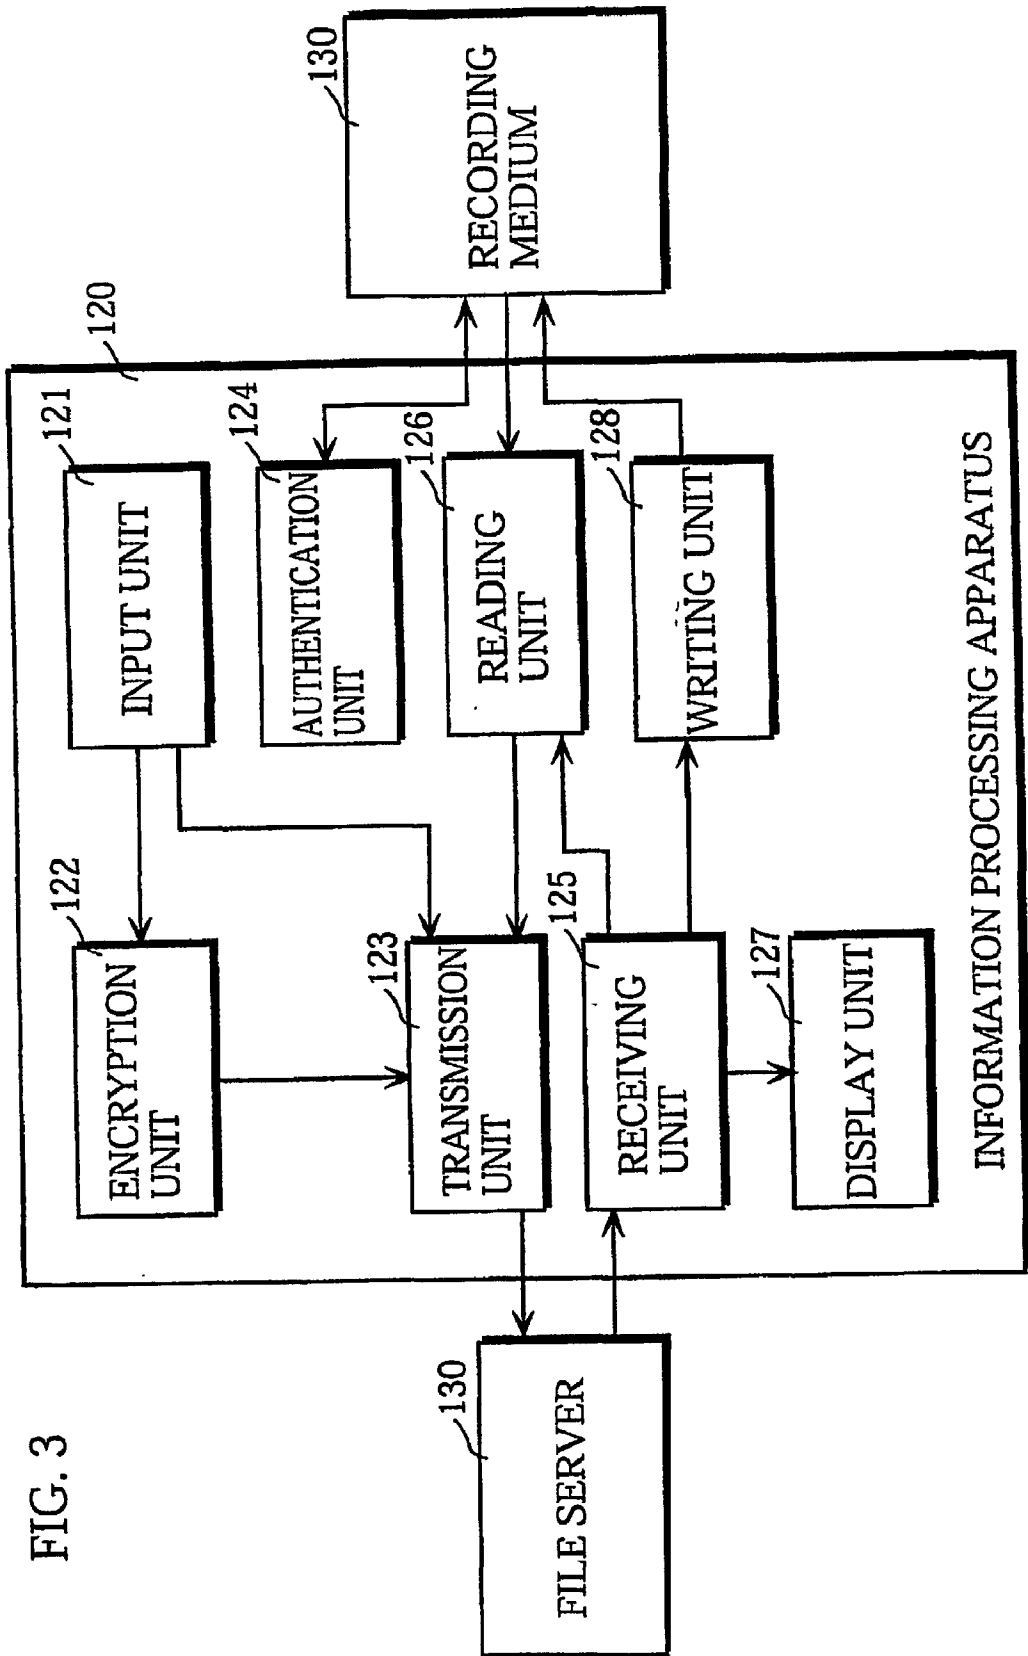 FIG. 3
130
FILE SERVER
120
122
ENCRYPTION
UNIT
121
INPUT UNIT
123
TRANSMISSION
UNIT
124
AUTHENTICATION
UNIT
125
RECEIVING
UNIT
126
READING
UNIT
127
DISPLAY UNIT
128
WRITING UNIT
INFORMATION PROCESSING APPARATUS
130
RECORDING
MEDIUM